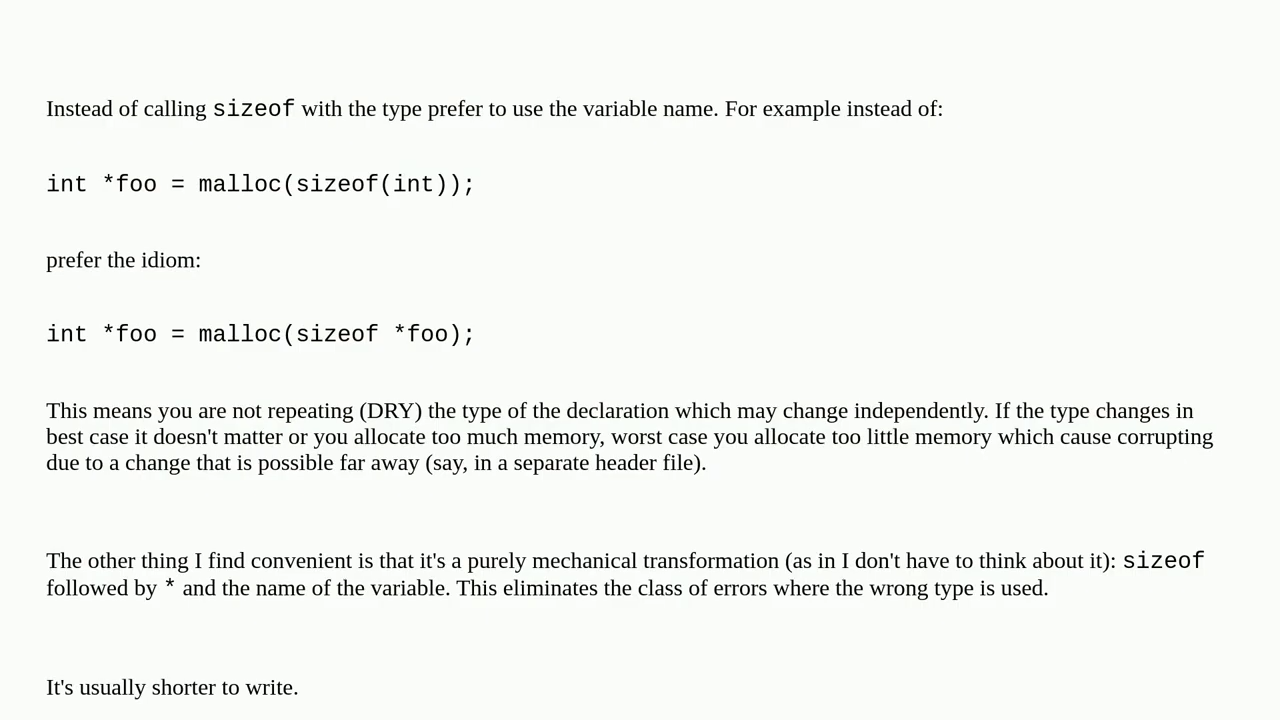 Instead of calling sizeof with the type prefer to use the variable name. For example instead of:
int *foo = malloc(sizeof(int));
prefer the idiom:
int *foo = malloc(sizeof *foo);
This means you are not repeating (DRY) the type of the declaration which may change independently. If the type changes in
best case it doesn't matter or you allocate too much memory, worst case you allocate too little memory which cause corrupting
due to a change that is possible far away (say, in a separate header file).
The other thing I find convenient is that it's a purely mechanical transformation (as in I don't have to think about it): sizeof
followed by * and the name of the variable. This eliminates the class of errors where the wrong type is used.
It's usually shorter to write.